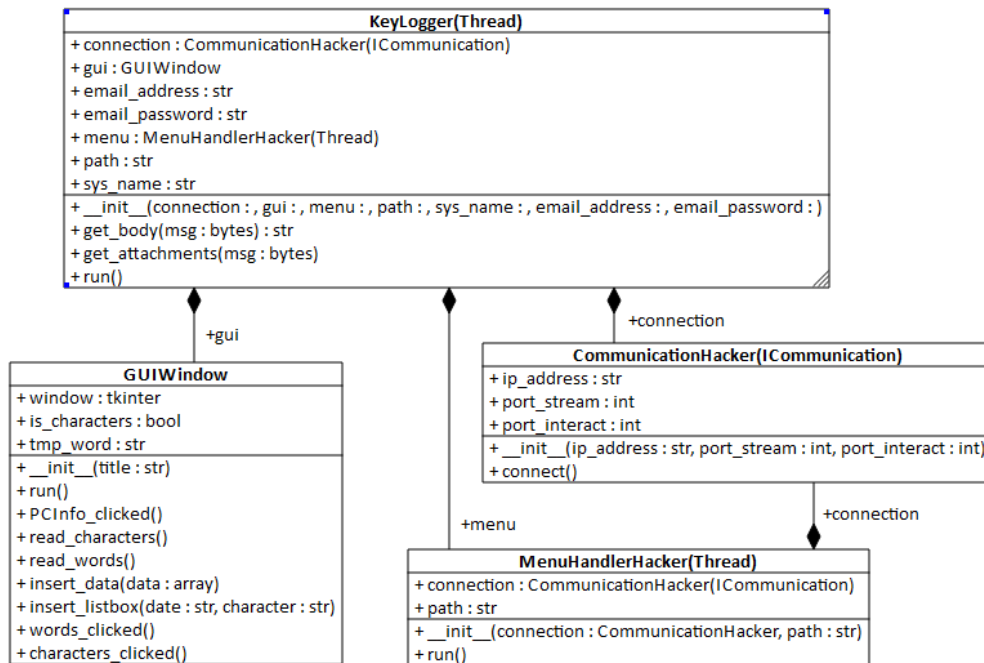 KeyLogger(Thread)
+ connection : CommunicationHacker(ICommunication)
+ gui : GUIWindow
+ email_address : str
+ email_password : str
+ menu : MenuHandlerHacker(Thread)
+ path : str
+ sys_name : str
+ __init__(connection : , gui : , menu : , path : , sys_name : , email_address : , email_password : )
+ get_body(msg : bytes) : str
+ get_attachments(msg : bytes)
+ run()
+gui
+connection
GUIWindow
+ window : tkinter
+ is_characters : bool
+ tmp_word : str
+ __init__(title : str)
+ run()
+ PCInfo_clicked()
+ read_characters()
+ read_words()
+ insert_data(data : array)
+ insert_listbox(date : str, character : str)
+ words_clicked()
+ characters_clicked()
CommunicationHacker(ICommunication)
+ ip_address : str
+ port_stream : int
+ port_interact : int
+ __init__(ip_address : str, port_stream : int, port_interact : int)
+ connect()
+menu
+connection
MenuHandlerHacker(Thread)
+ connection : CommunicationHacker(ICommunication)
+ path : str
+ __init__(connection : CommunicationHacker, path : str)
+ run()